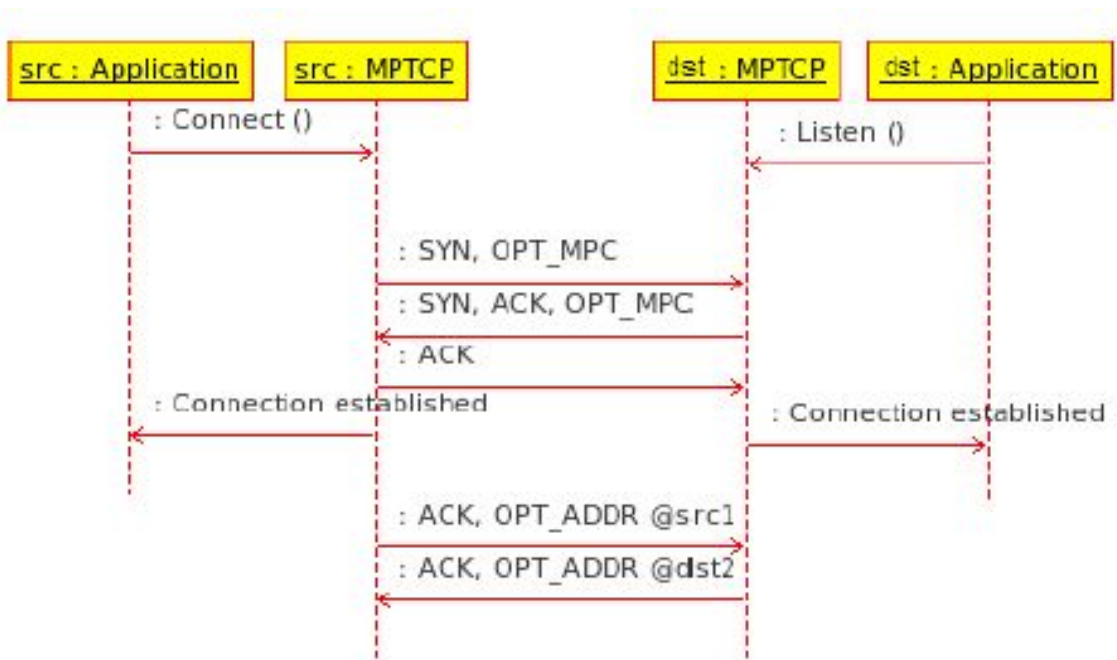 src : Application
src : MPTCP
dst : MPTCP
dst : Application
: Connect ()
: Listen ()
: SYN, OPT_MPC
: SYN, ACK, OPT_MPC
: ACK
: Connection established
: Connection established
: ACK, OPT_ADDR @src1
: ACK, OPT_ADDR @dst2